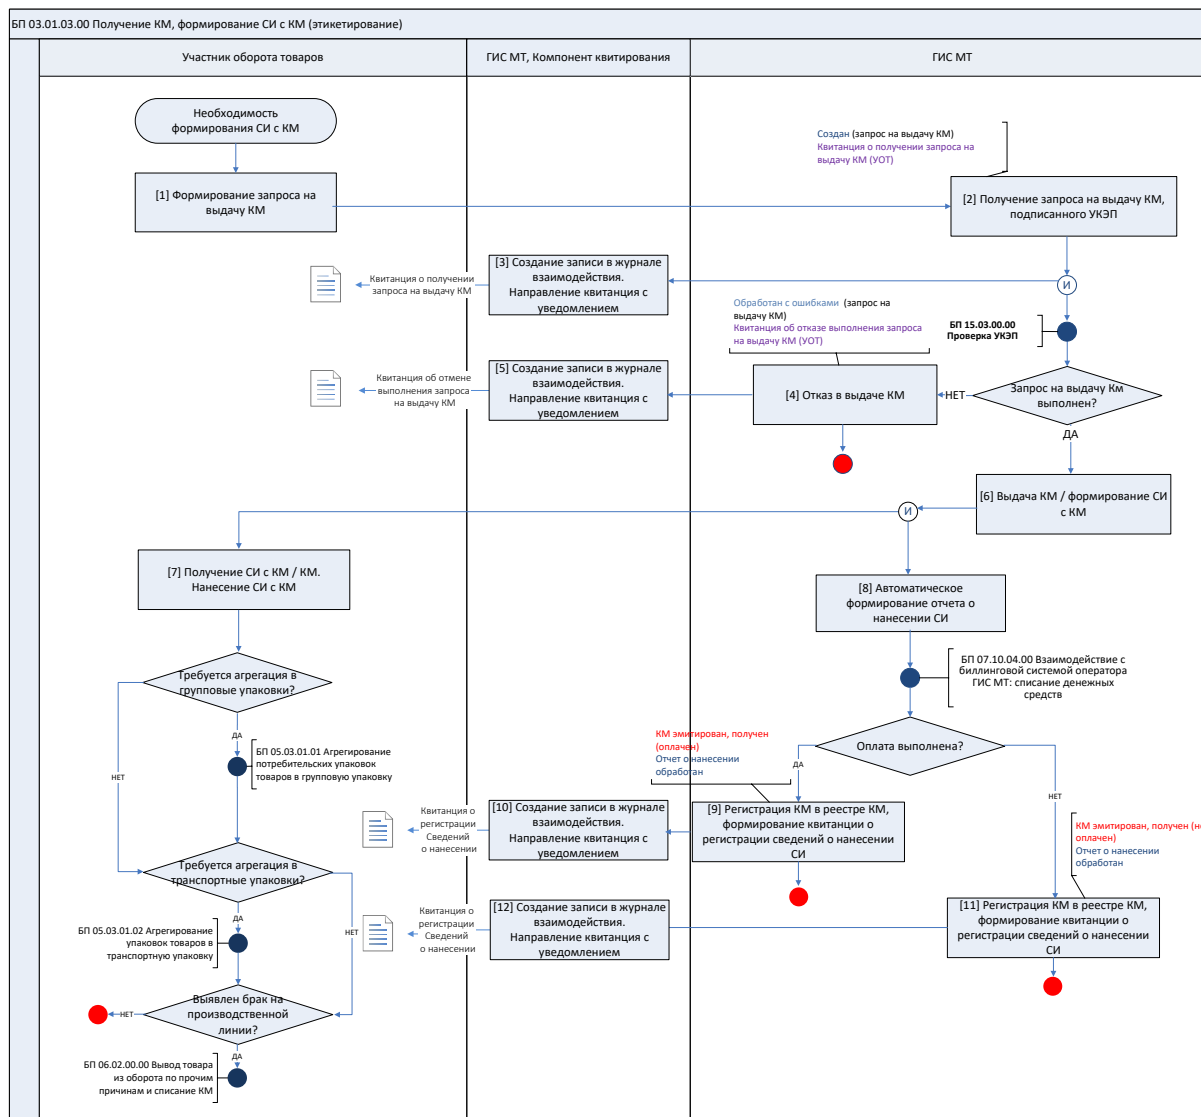 БП 03.01.03.00 Получение КМ, формирование СИ с КМ (этикетирование)
Участник оборота товаров
ГИС МТ, Компонент квитирования
ГИС МТ
Необходимость
формирования СИ с КМ
Создан (запрос на выдачу КМ)
Квитанция о получении запроса на
выдачу КМ (УОТ)
[1] Формирование запроса на
выдачу КМ
[2] Получение запроса на выдачу КМ,
подписанного УКЭП
[3] Создание записи в журнале
взаимодействия.
Направление квитанция с
уведомлением
Квитанция о получении
запроса на выдачу КМ
И
Обработан с ошибками (запрос на
выдачу КМ)
Квитанция об отказе выполнения запроса
на выдачу КМ (УОТ)
БП 15.03.00.00
Проверка УКЭП
[5] Создание записи в журнале
взаимодействия.
Направление квитанция с
уведомлением
Квитанция об отмене
выполнения запроса
на выдачу КМ
[4] Отказ в выдаче КМ
НЕТ
Запрос на выдачу Км
выполнен?
ДА
[6] Выдача КМ / формирование СИ
с КМ
И
[7] Получение СИ с КМ / КМ.
Нанесение СИ с КМ
[8] Автоматическое
формирование отчета о
нанесении СИ
Требуется агрегация в
групповые упаковки?
БП 07.10.04.00 Взаимодействие с
биллинговой системой оператора
ГИС МТ: списание денежных
средств
ДА
НЕТ
БП 05.03.01.01 Агрегирование
потребительских упаковок
товаров в групповую упаковку
КМ эмитирован, получен
(оплачен)
Отчет о нанесении
обработан
Оплата выполнена?
ДА
НЕТ
Квитанция о
регистрации
Сведений
о нанесении
[10] Создание записи в журнале
взаимодействия.
Направление квитанция с
уведомлением
[9] Регистрация КМ в реестре КМ,
формирование квитанции о
регистрации сведений о нанесении
СИ
КМ эмитирован, получен (не
оплачен)
Отчет о нанесении
обработан
Требуется агрегация в
транспортные упаковки?
ДА
НЕТ
БП 05.03.01.02 Агрегирование
упаковок товаров в
транспортную упаковку
Квитанция о
регистрации
Сведений
о нанесении
[12] Создание записи в журнале
взаимодействия.
Направление квитанция с
уведомлением
[11] Регистрация КМ в реестре КМ,
формирование квитанции о
регистрации сведений о нанесении
СИ
Выявлен брак на
производственной
линии?
НЕТ
ДА
БП 06.02.00.00 Вывод товара
из оборота по прочим
причинам и списание КМ